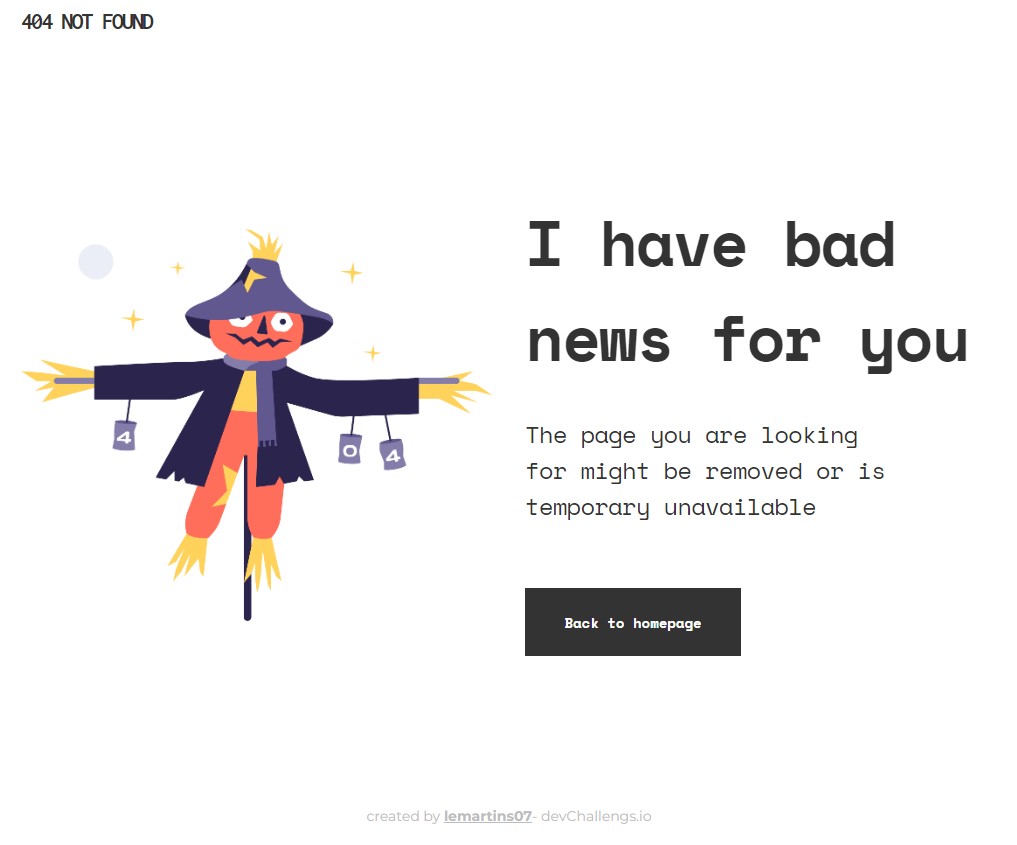 404 NOT FOUND
I have bad
news for you
4
0
4
The page you are looking
for might be removed or is
temporary unavailable
Back to homepage
created by lemartins07- devChallengs.io